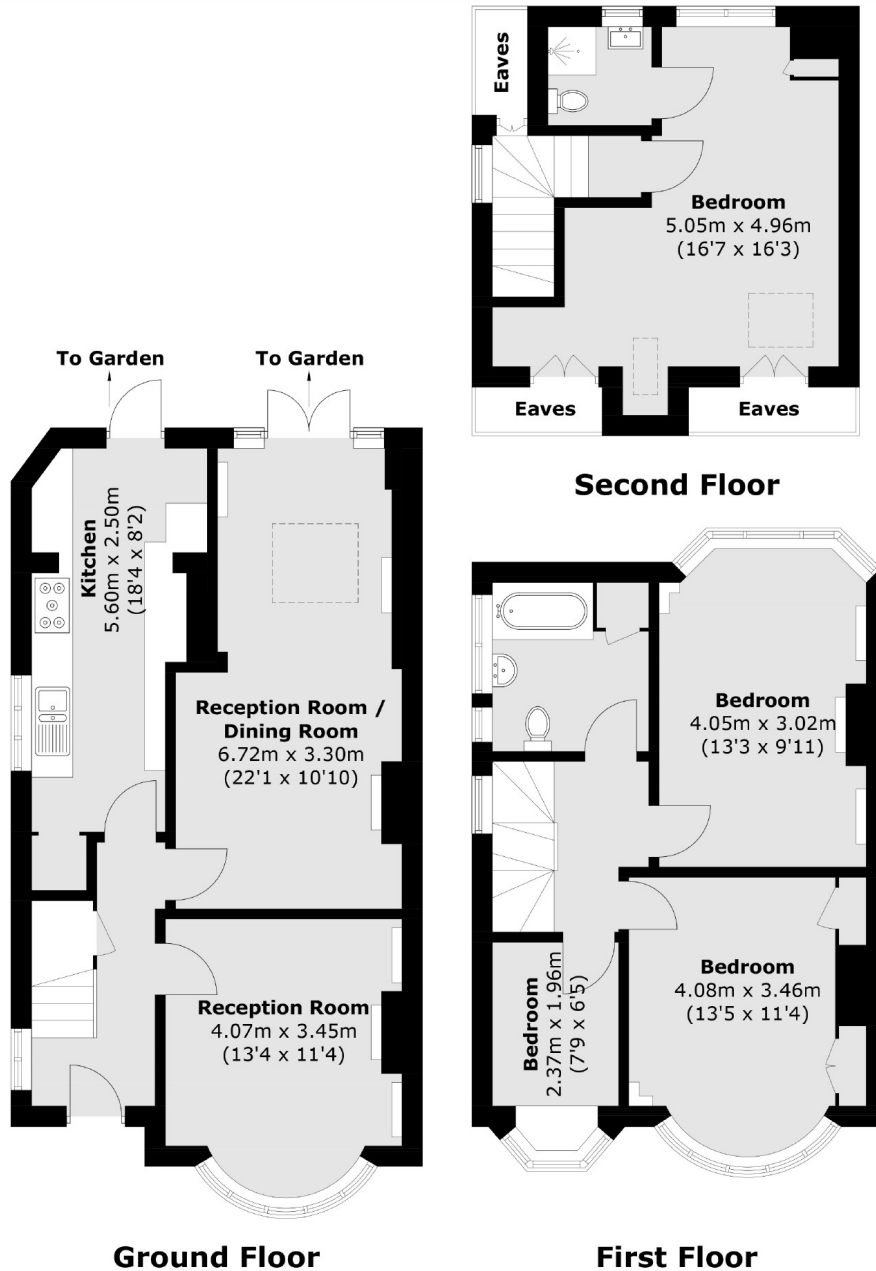 Eaves
Bedroom
5.05m x 4.96m
(16'7 x 16'3)
Eaves
Eaves
Second Floor
To Garden
To Garden
Kitchen
5.60m x 2.50m
(18'4 x 8'2)
Reception Room /
Dining Room
6.72m x 3.30m
(22'1 x 10'10)
Reception Room
4.07m x 3.45m
(13'4 x 11'4)
Ground Floor
Bedroom
4.05m x 3.02m
(13'3 x 9'11)
Bedroom
4.08m x 3.46m
(13'5 x 11'4)
Bedroom
2.37m x 1.96m
(7'9 x 6'5)
First Floor